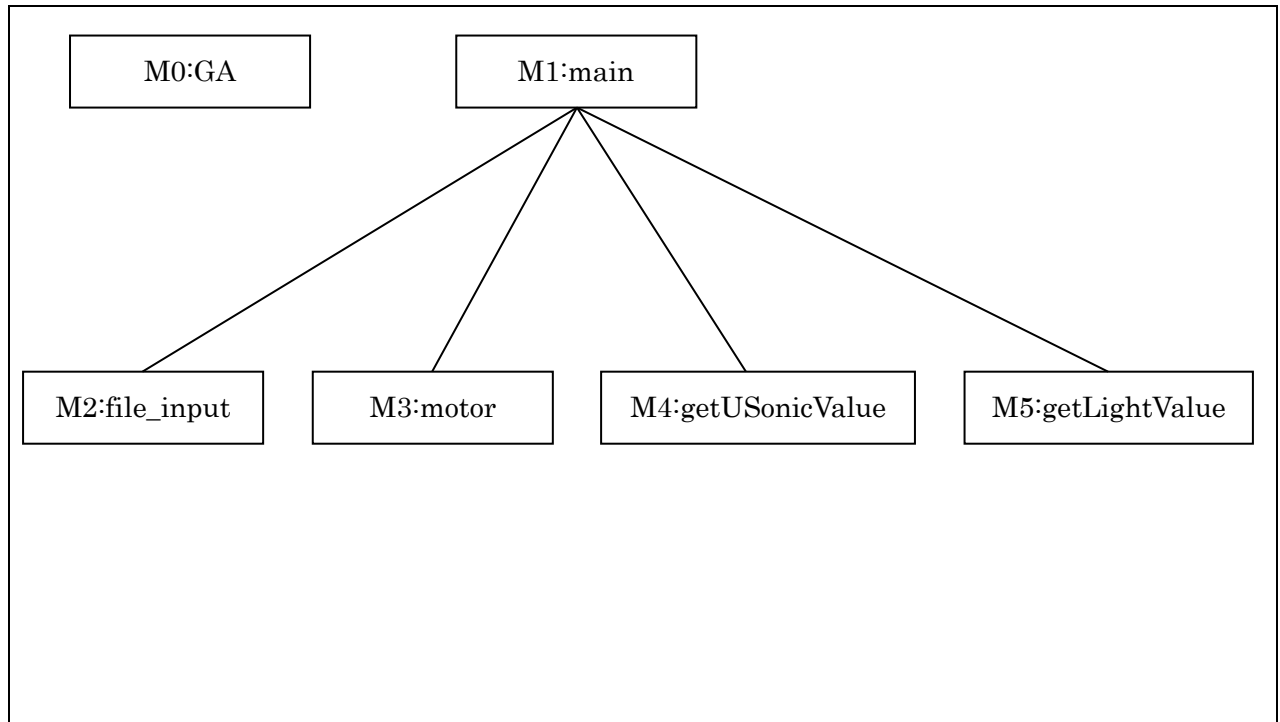 M0:GA
M1:main
M2:file_input
M3:motor
M4:getUSonicValue
M5:getLightValue